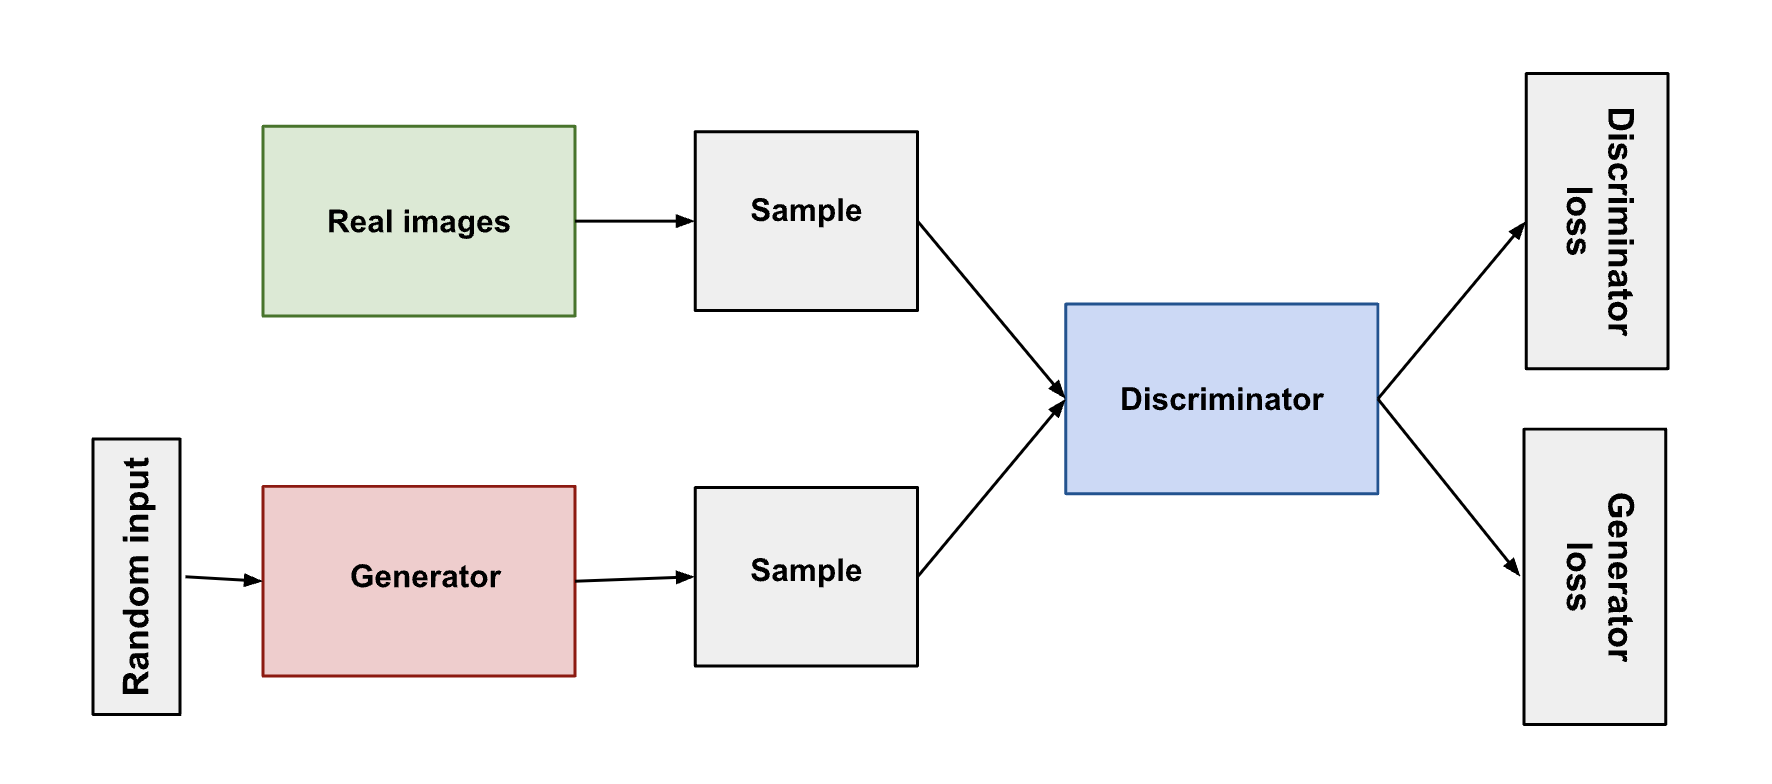 Real images
Sample
Discriminator
loss
Discriminator
Random input
Generator
Sample
Generator
loss